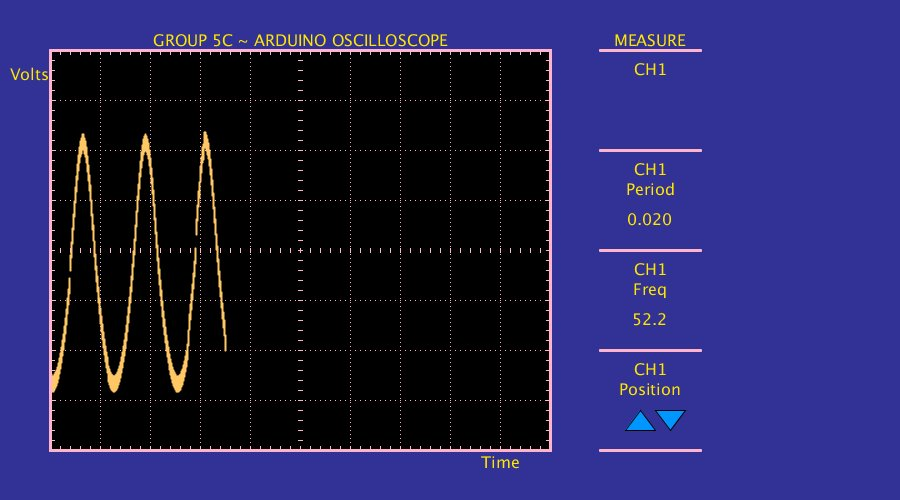 GROUP 5C ~ ARDUINO OSCILLOSCOPE
MEASURE
Volts
CH1
CH1
Period
0.020
CH1
Freq
52.2
CH1
Position
Time